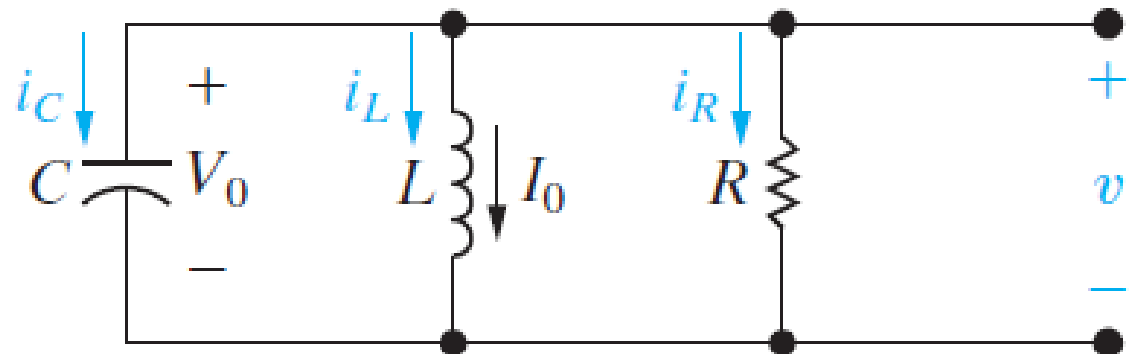 i_C + i_L i_R +
C V_0 L I_0 R v
− −